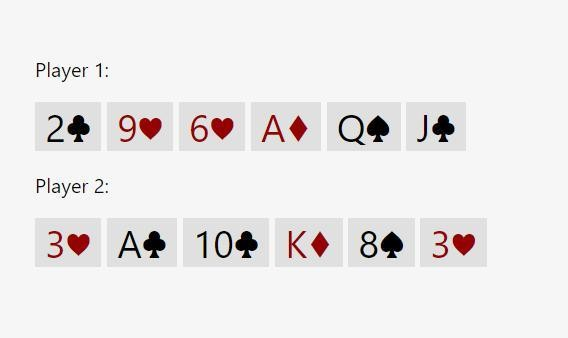 Player 1:
2♣ 9♥ 6♥ A♦ Q♠ J♣
Player 2:
3♥ A♣ 10♣ K♦ 8♠ 3♥